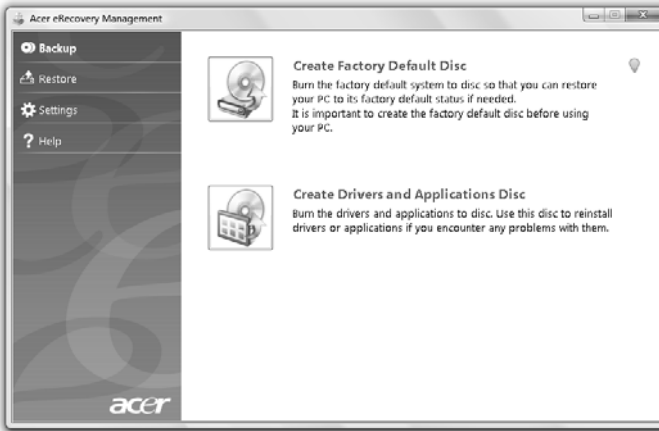 Acer eRecovery Management
Backup
Restore
Settings
Help
Create Factory Default Disc
Burn the factory default system to disc so that you can restore
your PC to its factory default status if needed.
It is important to create the factory default disc before using
your PC.
Create Drivers and Applications Disc
Burn the drivers and applications to disc. Use this disc to reinstall
drivers or applications if you encounter any problems with them.
acer